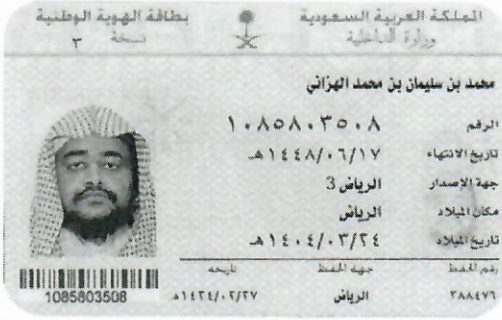 المملكة العربية السعودية
وزارة الداخلية
بطاقة الهوية الوطنية
نسخة ٣
محمد بن سليمان بن محمد الهزاني
الرقم ١٠٨٥٨٠٣٥٠٨
تاريخ الانتهاء ١٤٤٨/٠٦/١٧هـ
جهة الإصدار الرياض 3
مكان الميلاد الرياض
تاريخ الميلاد ١٤٠٤/٠٣/٢٤هـ
رقم الحفظ جهة الحفظ تاريخه
٣٨٨٤٧٦ الرياض ١٤٢٤/٠٢/٢٧هـ
1085803508